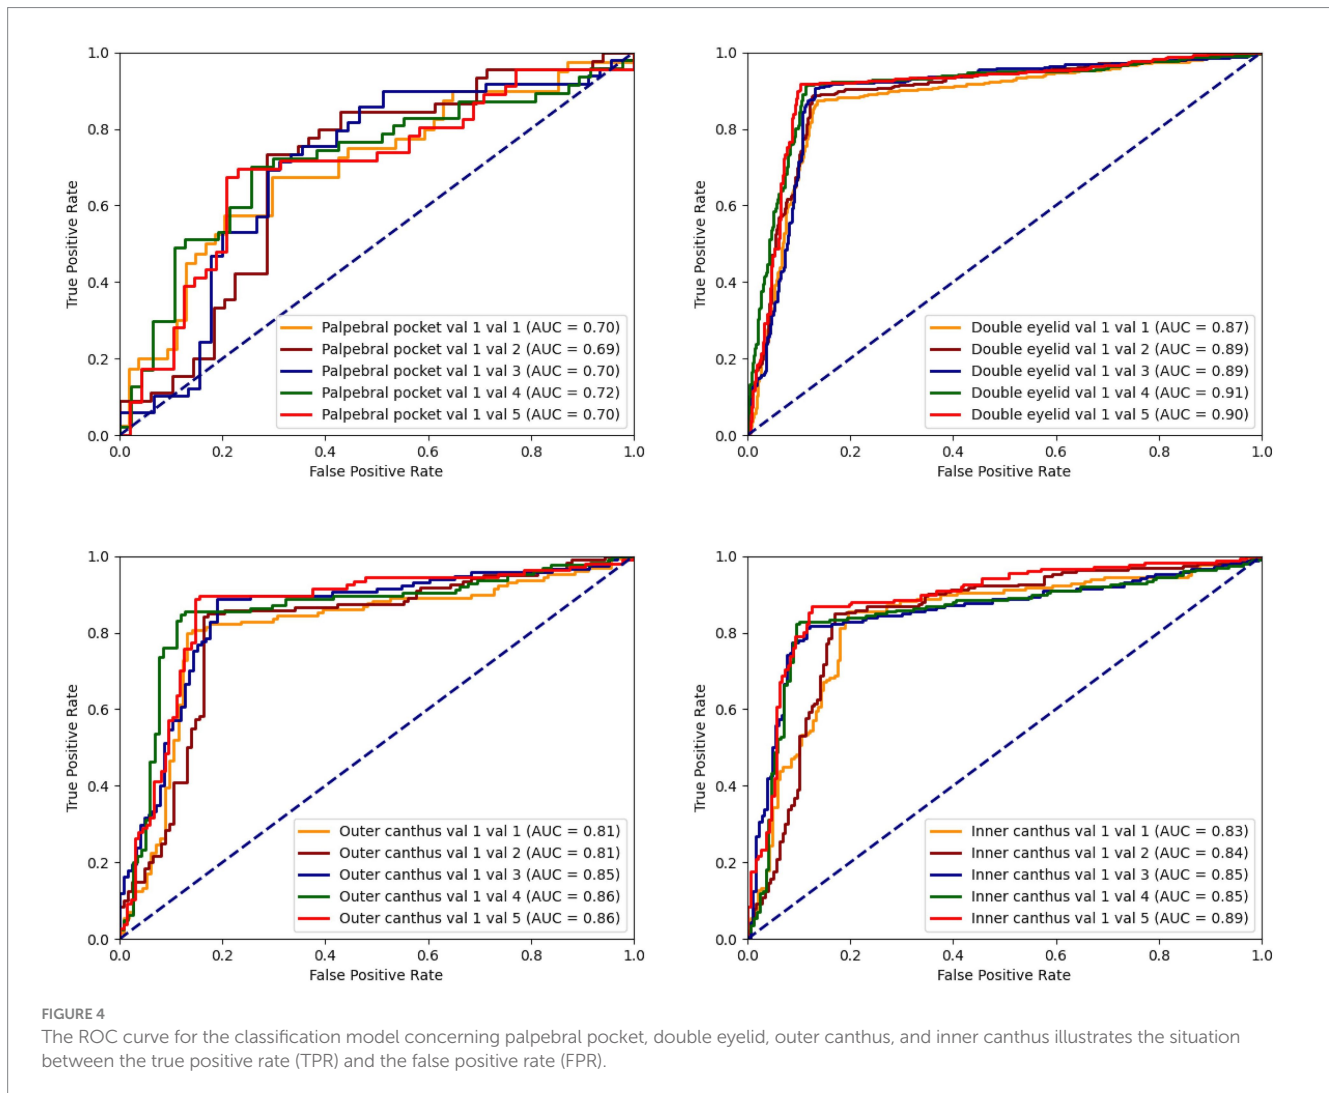 1.0
0.8
0.6
0.4
0.2
0.0
True Positive Rate
Palpebral pocket val 1 val 1 (AUC = 0.70)
Palpebral pocket val 1 val 2 (AUC = 0.69)
Palpebral pocket val 1 val 3 (AUC = 0.70)
Palpebral pocket val 1 val 4 (AUC = 0.72)
Palpebral pocket val 1 val 5 (AUC = 0.70)
0.0 0.2 0.4 0.6 0.8 1.0
False Positive Rate
1.0
0.8
0.6
0.4
0.2
0.0
True Positive Rate
Double eyelid val 1 val 1 (AUC = 0.87)
Double eyelid val 1 val 2 (AUC = 0.89)
Double eyelid val 1 val 3 (AUC = 0.89)
Double eyelid val 1 val 4 (AUC = 0.91)
Double eyelid val 1 val 5 (AUC = 0.90)
0.0 0.2 0.4 0.6 0.8 1.0
False Positive Rate
1.0
0.8
0.6
0.4
0.2
0.0
True Positive Rate
Outer canthus val 1 val 1 (AUC = 0.81)
Outer canthus val 1 val 2 (AUC = 0.81)
Outer canthus val 1 val 3 (AUC = 0.85)
Outer canthus val 1 val 4 (AUC = 0.86)
Outer canthus val 1 val 5 (AUC = 0.86)
0.0 0.2 0.4 0.6 0.8 1.0
False Positive Rate
1.0
0.8
0.6
0.4
0.2
0.0
True Positive Rate
Inner canthus val 1 val 1 (AUC = 0.83)
Inner canthus val 1 val 2 (AUC = 0.84)
Inner canthus val 1 val 3 (AUC = 0.85)
Inner canthus val 1 val 4 (AUC = 0.85)
Inner canthus val 1 val 5 (AUC = 0.89)
0.0 0.2 0.4 0.6 0.8 1.0
False Positive Rate
FIGURE 4
The ROC curve for the classification model concerning palpebral pocket, double eyelid, outer canthus, and inner canthus illustrates the situation
between the true positive rate (TPR) and the false positive rate (FPR).